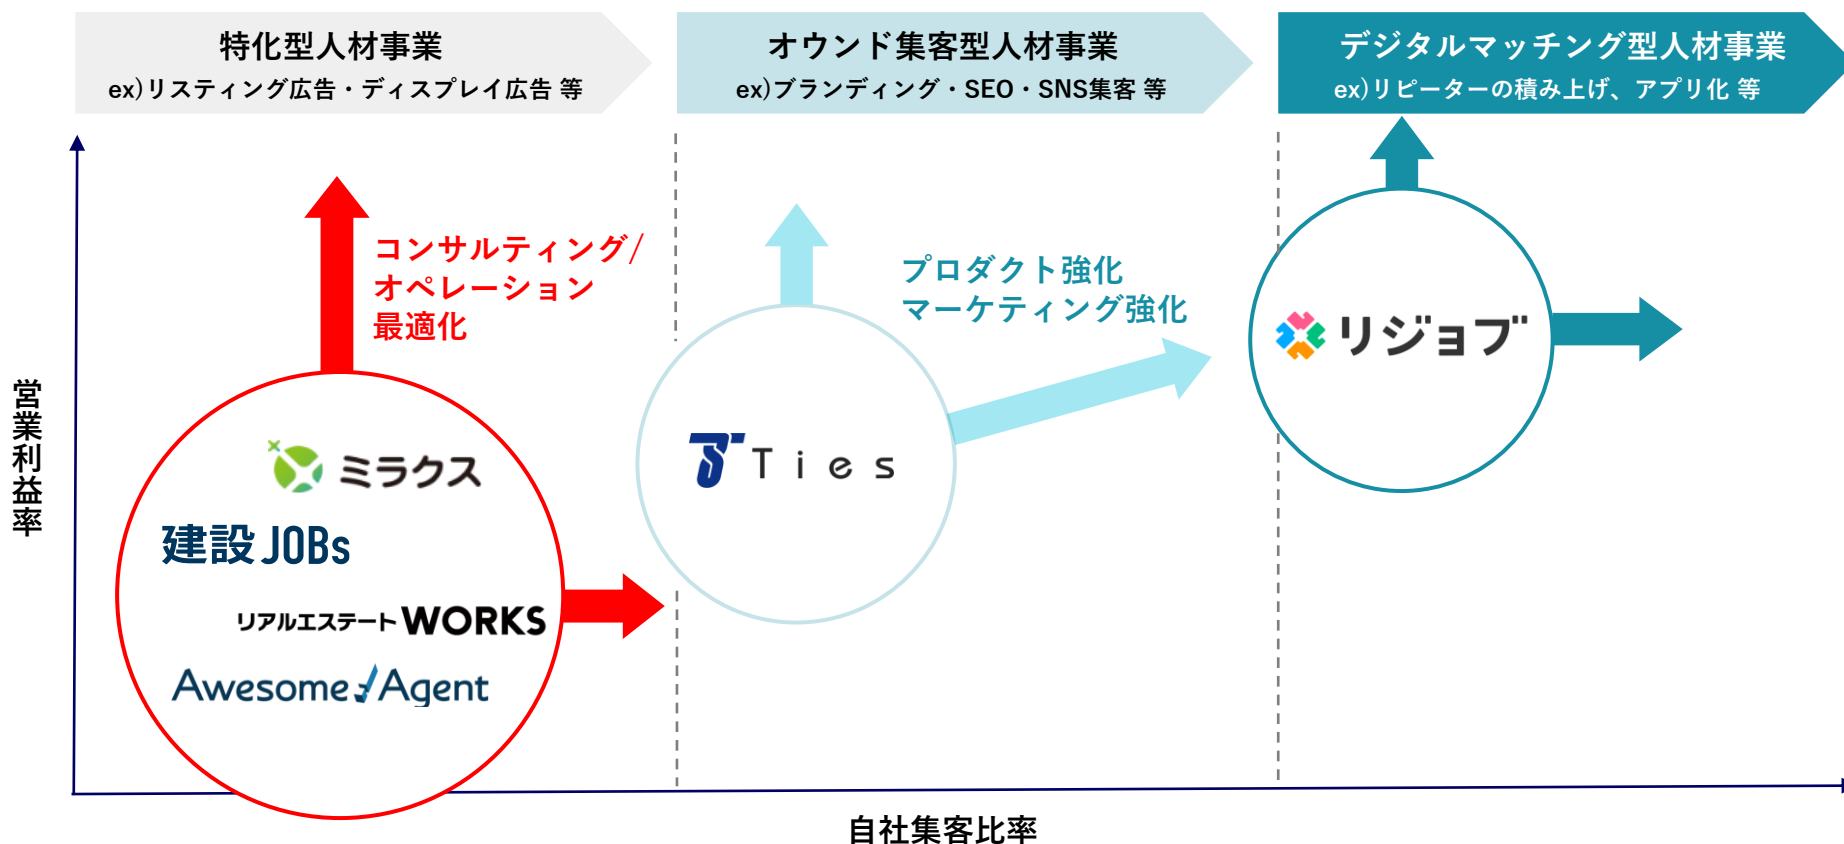 特化型人材事業
ex)リスティング広告・ディスプレイ広告 等
オウンド集客型人材事業
ex)ブランディング・SEO・SNS集客 等
デジタルマッチング型人材事業
ex)リピーターの積み上げ、アプリ化 等
コンサルティング/
オペレーション
最適化
プロダクト強化
マーケティング強化
リジョブ
Ties
ミラクス
建設JOBs
リアルエステートWORKS
Awesome Agent
営業利益率
自社集客比率